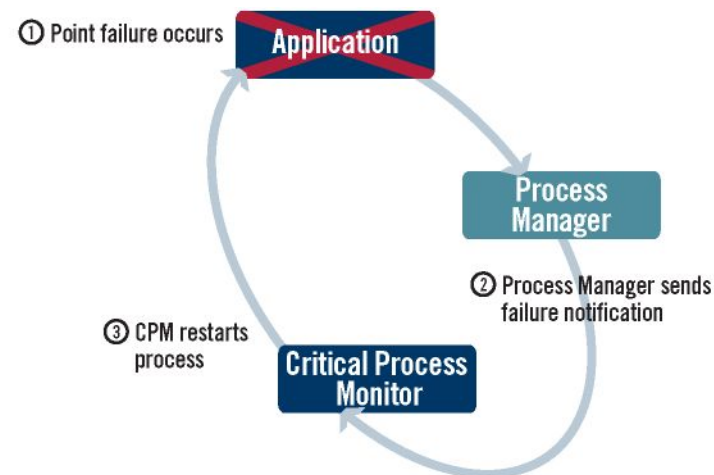 ① Point failure occurs
Application
Process
Manager
② Process Manager sends
failure notification
③ CPM restarts
process
Critical Process
Monitor